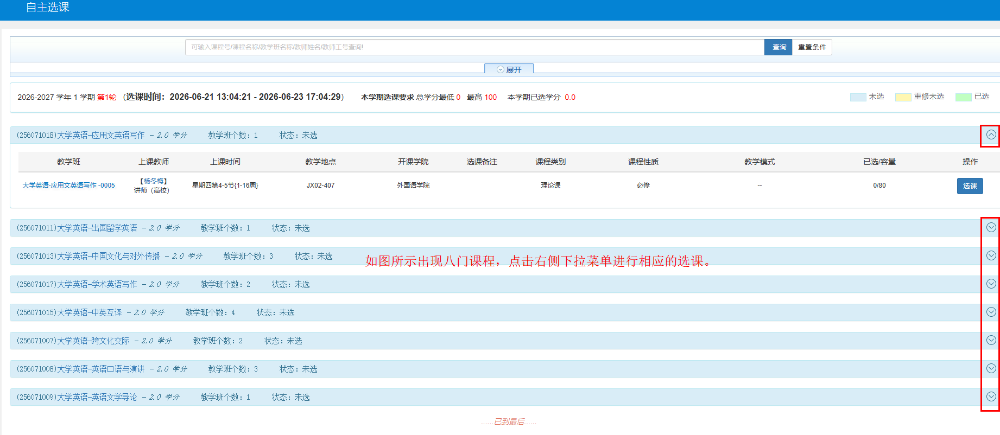 自主选课
可输入课程号/课程名称/教学班名称/教师姓名/教师工号查询! 查询 重置条件
展开
2026-2027 学年 1 学期 第1轮 （选课时间：2026-06-21 13:04:21 - 2026-06-23 17:04:29） 本学期选课要求 总学分最低 0 最高 100 本学期已选学分 0.0 未选 重修未选 已选
(256071018)大学英语-应用文英语写作 - 2.0 学分 教学班个数：1 状态：未选
教学班 上课教师 上课时间 教学地点 开课学院 选课备注 课程类别 课程性质 教学模式 已选/容量 操作
大学英语-应用文英语写作 -0005 【杨冬梅】 星期四第4-5节{1-16周} JX02-407 外国语学院 理论课 必修 -- 0/80 选课
讲师（高校）
(256071011)大学英语-出国留学英语 - 2.0 学分 教学班个数：1 状态：未选
(256071013)大学英语-中国文化与对外传播 - 2.0 学分 教学班个数：3 状态：未选
如图所示出现八门课程，点击右侧下拉菜单进行相应的选课。
(256071017)大学英语-学术英语写作 - 2.0 学分 教学班个数：2 状态：未选
(256071015)大学英语-中英互译 - 2.0 学分 教学班个数：4 状态：未选
(256071007)大学英语-跨文化交际 - 2.0 学分 教学班个数：2 状态：未选
(256071008)大学英语-英语口语与演讲 - 2.0 学分 教学班个数：3 状态：未选
(256071009)大学英语-英语文学导论 - 2.0 学分 教学班个数：1 状态：未选
......已到最后......